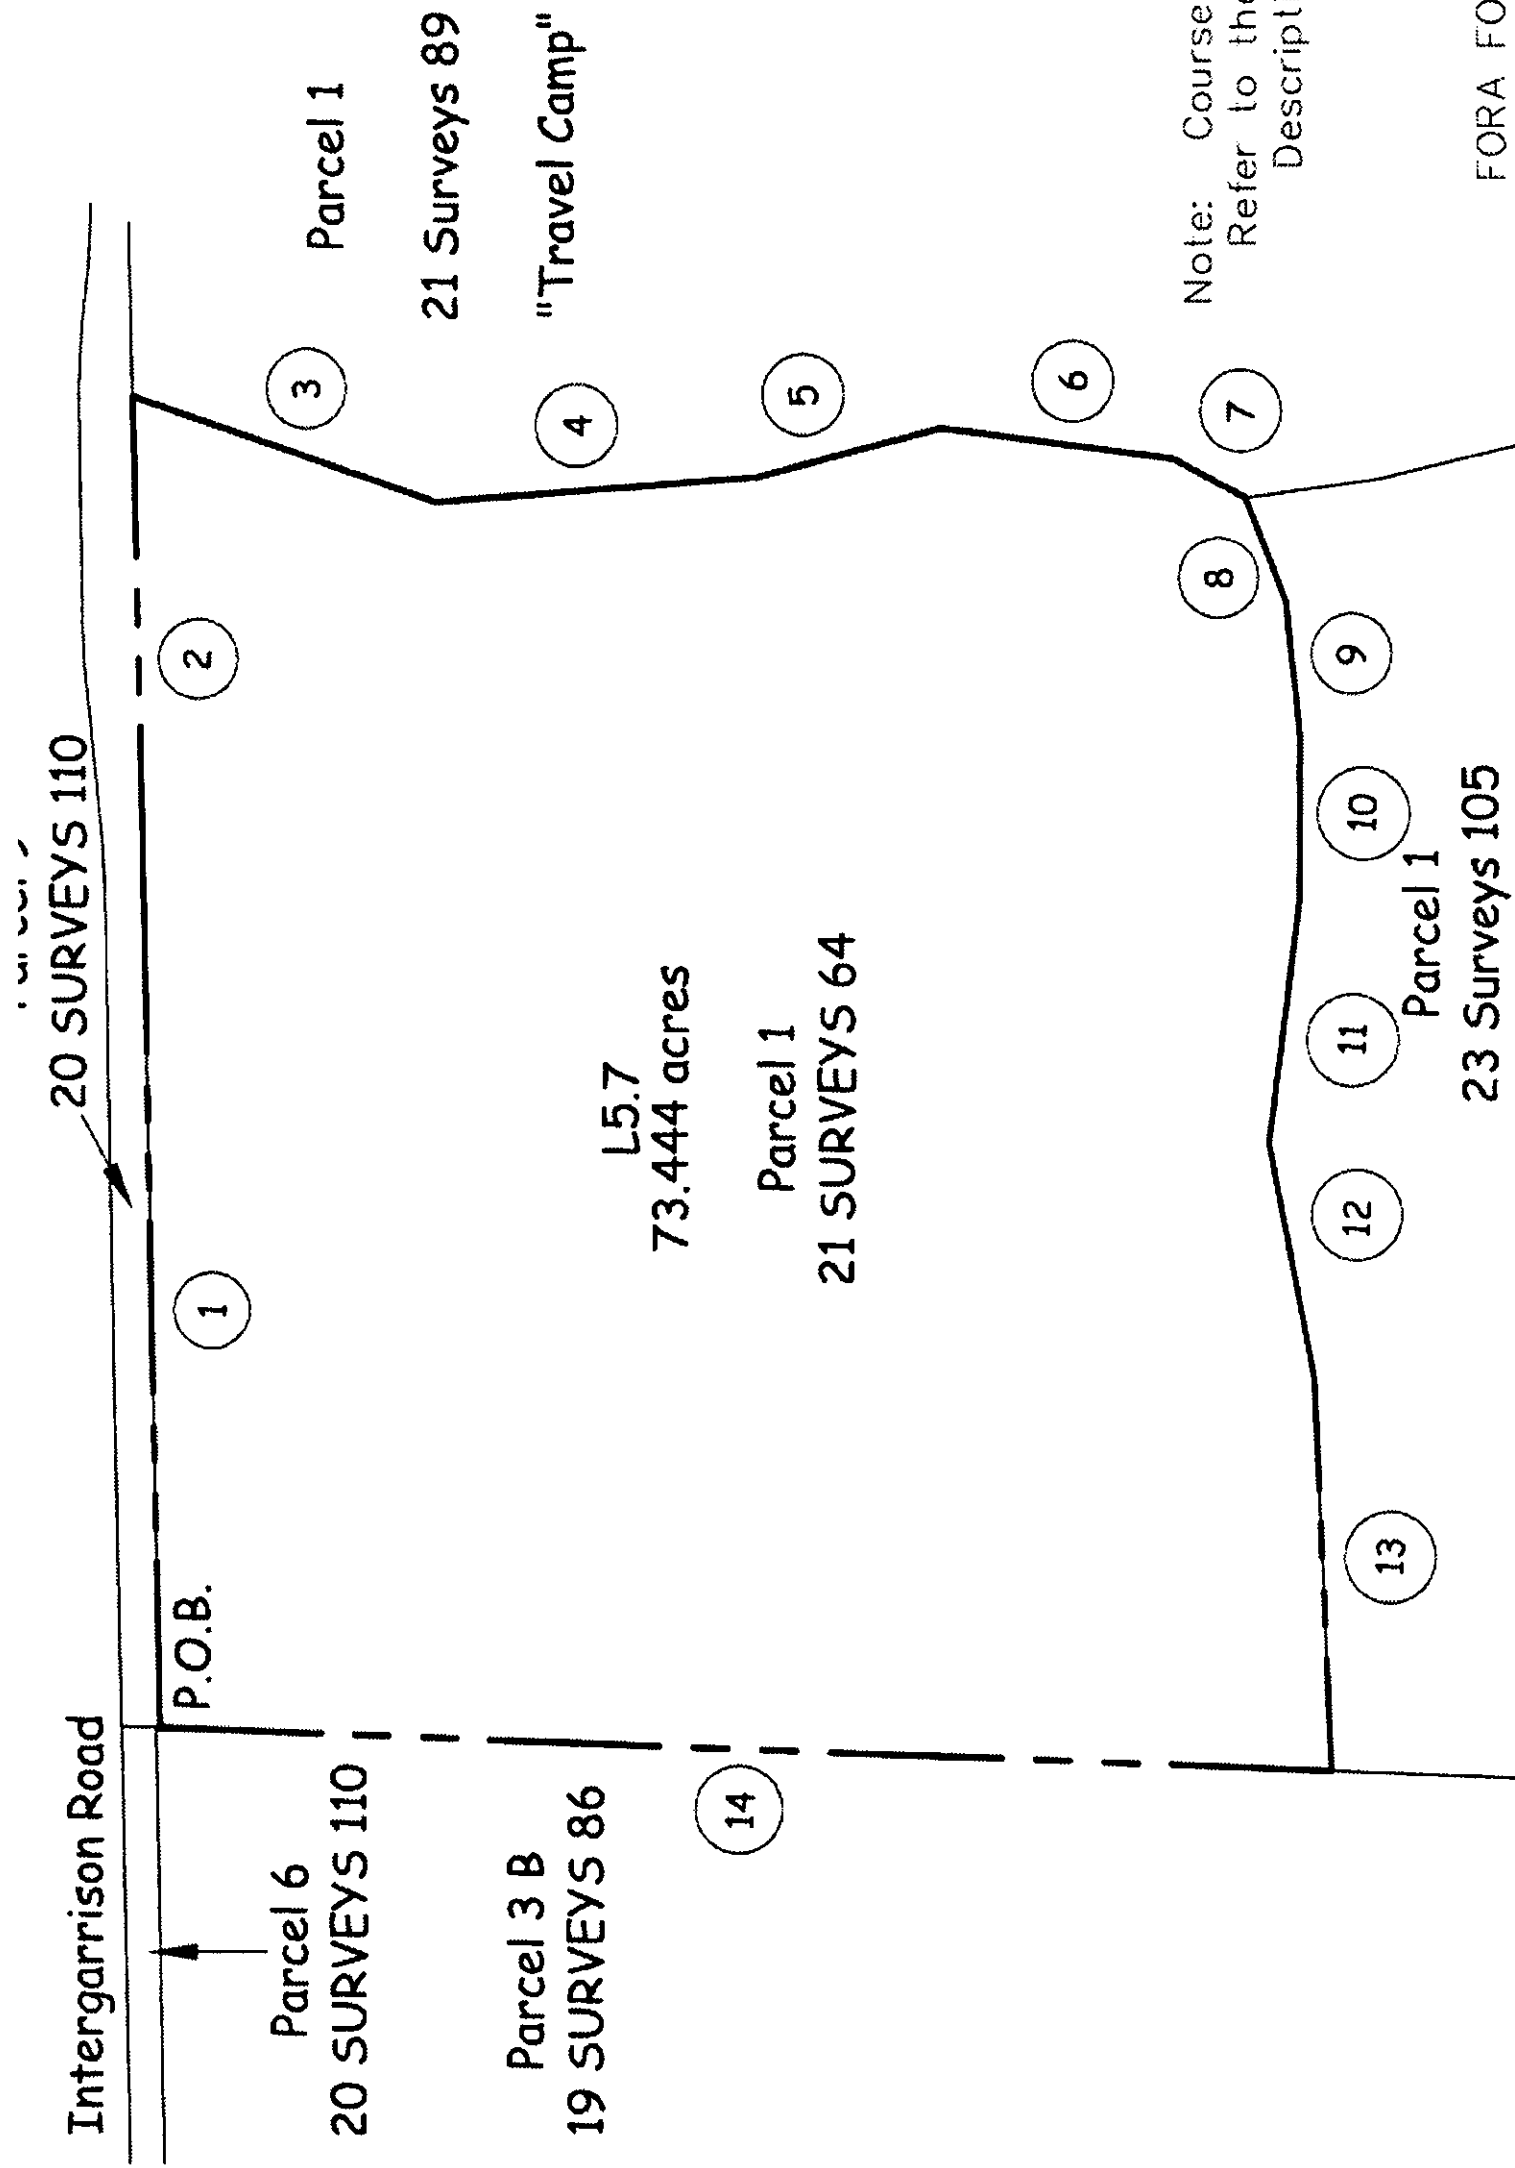 Intergarrison Road
20 SURVEYS 110
P.O.B.
1
2
Parcel 6
20 SURVEYS 110
Parcel 3 B
19 SURVEYS 86
14
L5.7
73.444 acres
Parcel 1
21 SURVEYS 64
3
4
5
6
7
8
9
10
11
12
13
Parcel 1
21 Surveys 89
"Travel Camp"
Parcel 1
23 Surveys 105
Note: Course
Refer to the
Descript
FORA FO